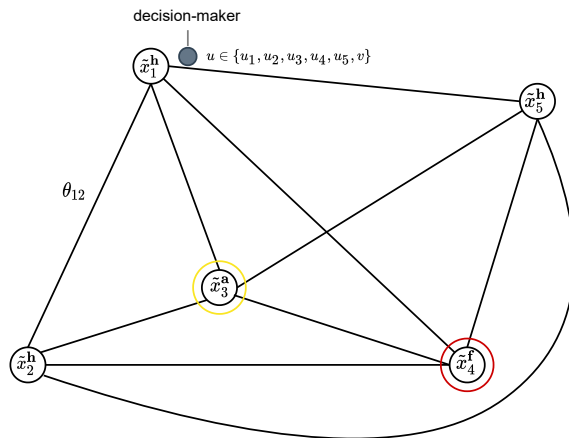 decision-maker
u ∈ {u₁, u₂, u₃, u₄, u₅, v}
x̃₁ʰ
x̃₅ʰ
θ₁₂
x̃₃ᵃ
x̃₂ʰ
x̃₄ᶠ